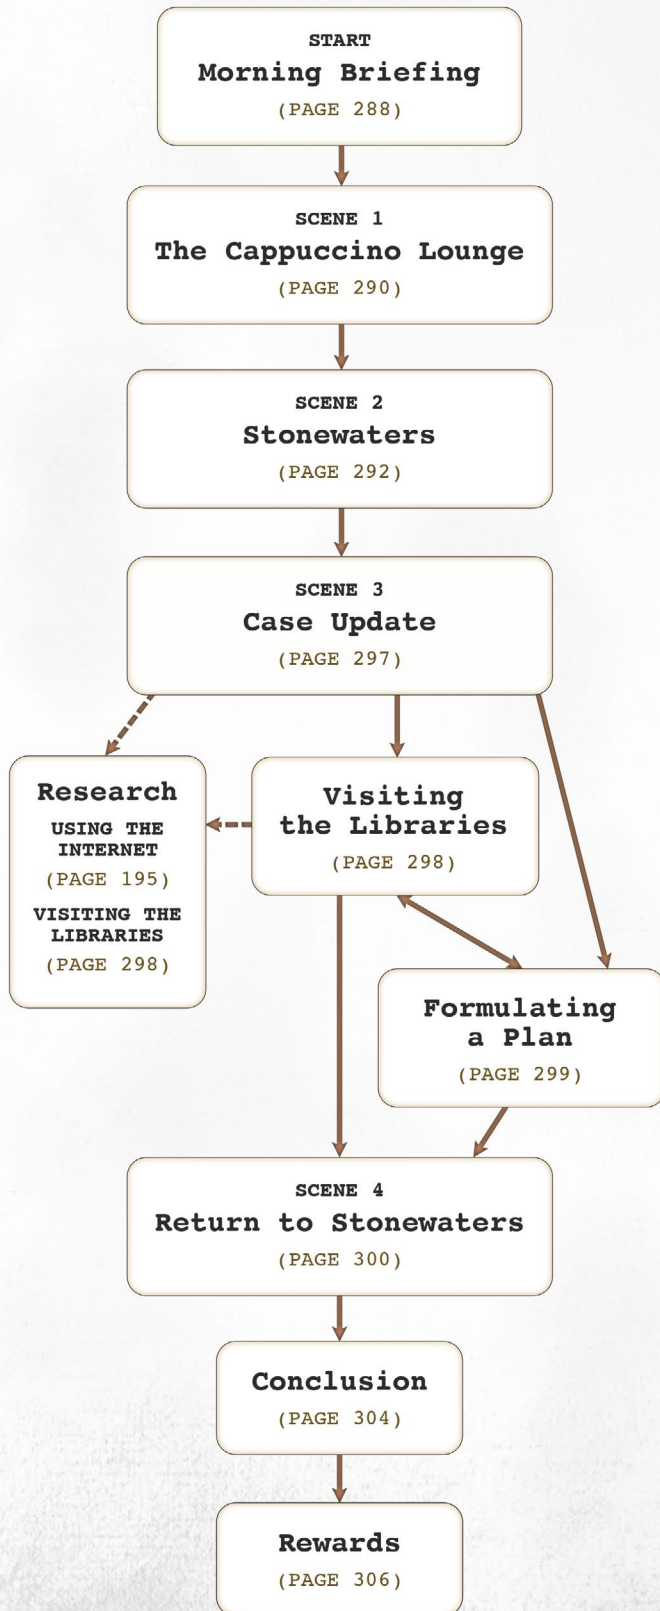 START
Morning Briefing
(PAGE 288)
SCENE 1
The Cappuccino Lounge
(PAGE 290)
SCENE 2
Stonewaters
(PAGE 292)
SCENE 3
Case Update
(PAGE 297)
Research
USING THE
INTERNET
(PAGE 195)
VISITING THE
LIBRARIES
(PAGE 298)
Visiting
the Libraries
(PAGE 298)
Formulating
a Plan
(PAGE 299)
SCENE 4
Return to Stonewaters
(PAGE 300)
Conclusion
(PAGE 304)
Rewards
(PAGE 306)